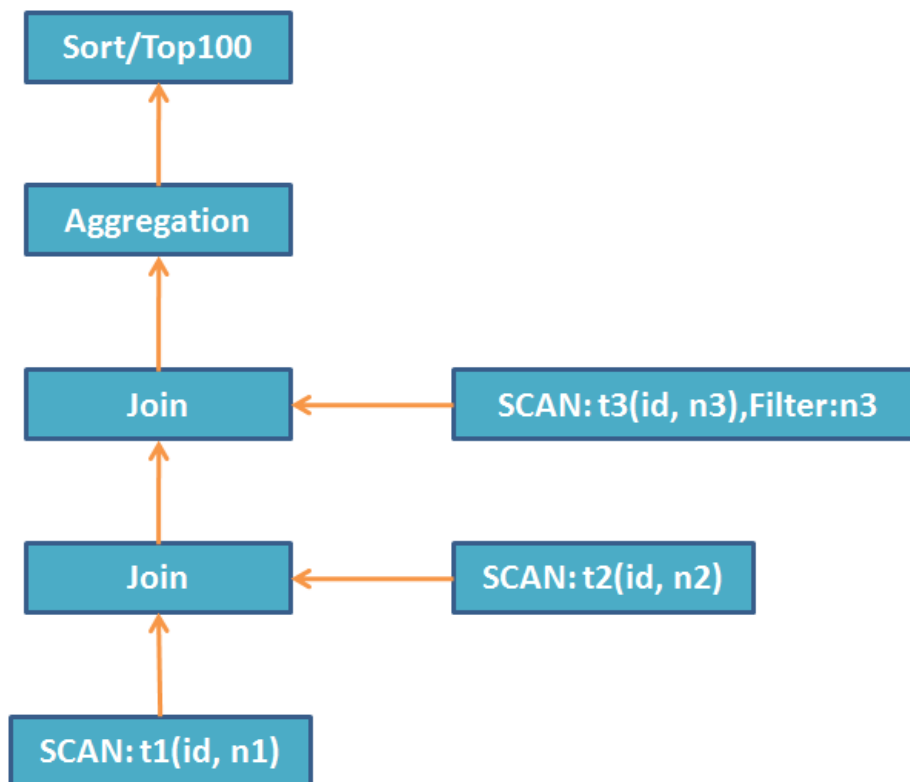 Sort/Top100
Aggregation
Join
SCAN: t3(id, n3),Filter:n3
Join
SCAN: t2(id, n2)
SCAN: t1(id, n1)